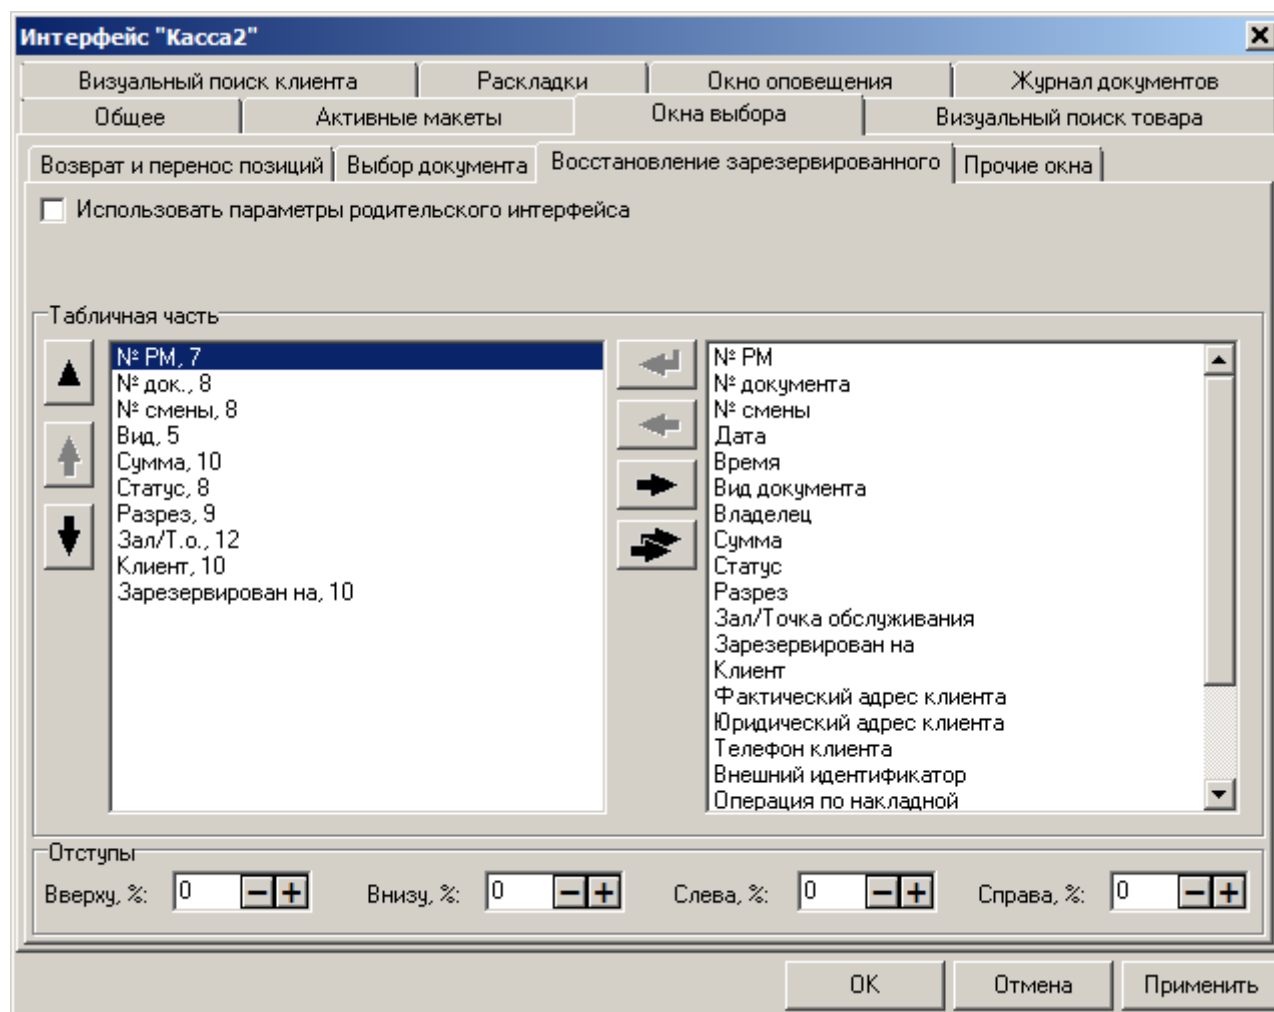 Интерфейс "Касса2"
Визуальный поиск клиента
Раскладки
Окно оповещения
Журнал документов
Общее
Активные макеты
Окна выбора
Визуальный поиск товара
Возврат и перенос позиций
Выбор документа
Восстановление зарезервированного
Прочие окна
Использовать параметры родительского интерфейса
Табличная часть
№ РМ, 7
№ док., 8
№ смены, 8
Вид, 5
Сумма, 10
Статус, 8
Разрез, 9
Зал/Т.о., 12
Клиент, 10
Зарезервирован на, 10
№ РМ
№ документа
№ смены
Дата
Время
Вид документа
Владелец
Сумма
Статус
Разрез
Зал/Точка обслуживания
Зарезервирован на
Клиент
Фактический адрес клиента
Юридический адрес клиента
Телефон клиента
Внешний идентификатор
Операция по накладной
Отступы
Вверху, %: 0
Внизу, %: 0
Слева, %: 0
Справа, %: 0
OK
Отмена
Применить